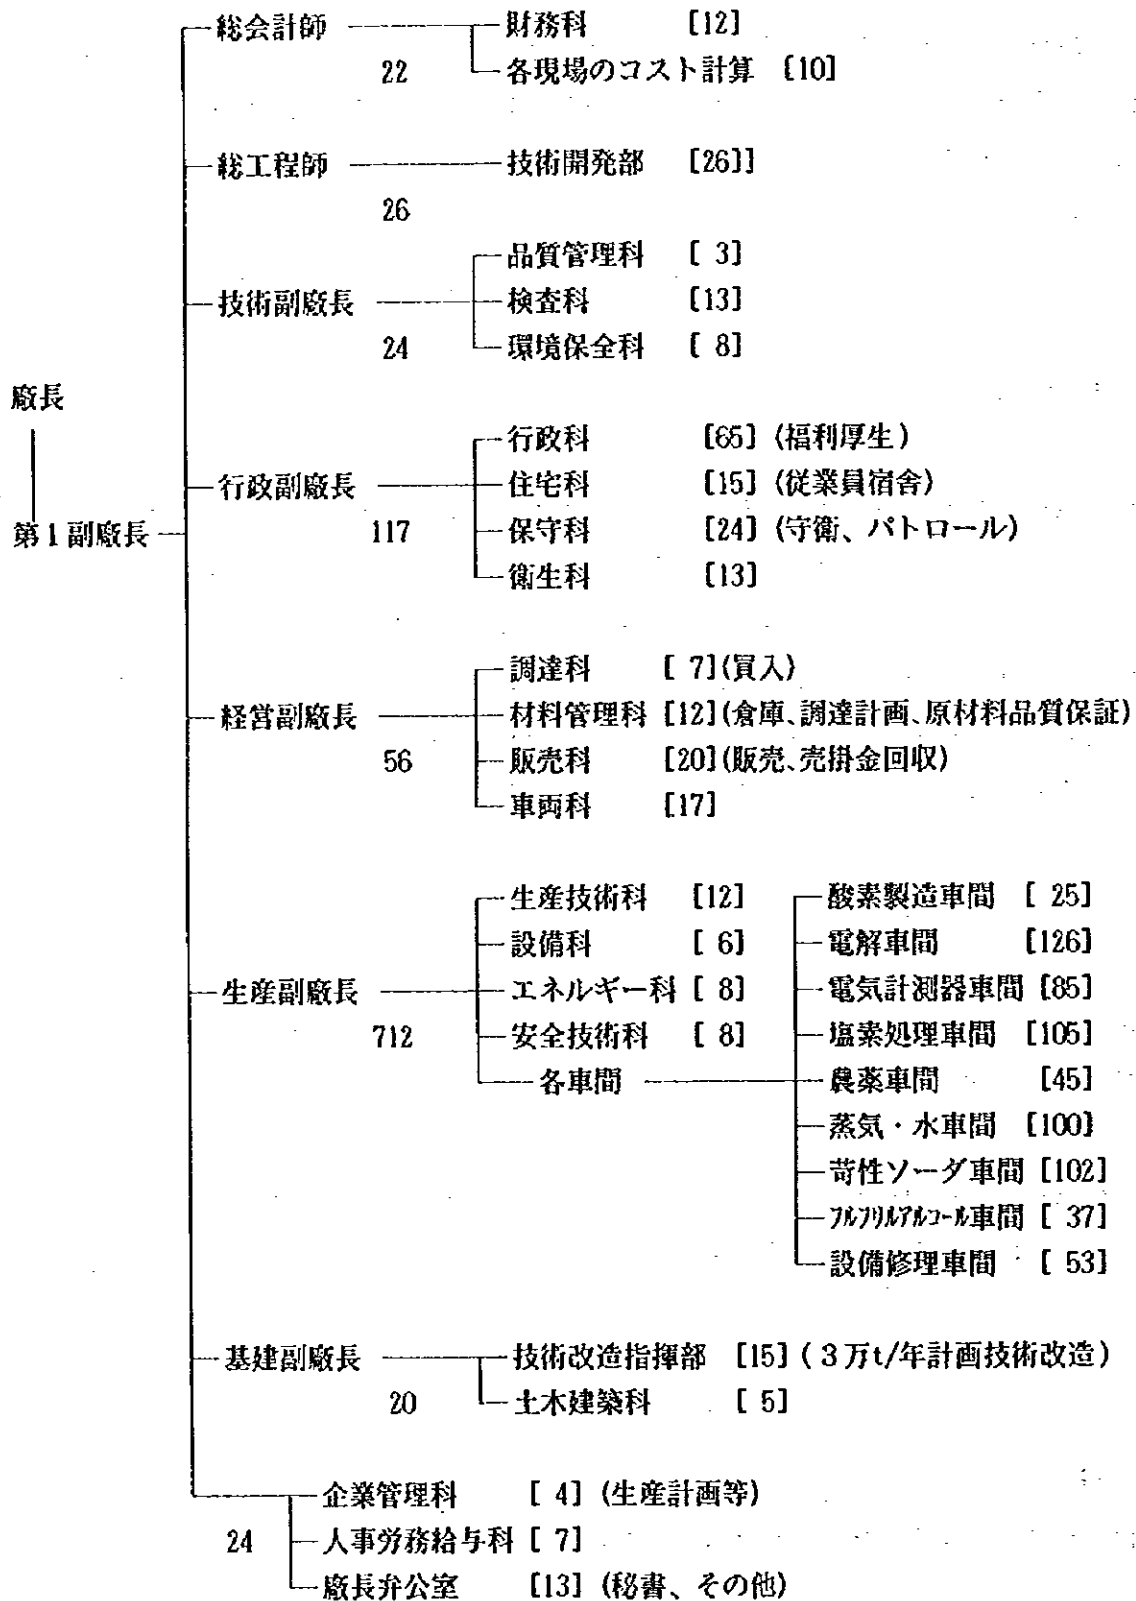 総会計師 財務科 [12]
22 各現場のコスト計算 [10]
総工程師 技術開発部 [26]]
26
品質管理科 [ 3]
技術副廠長 検査科 [13]
24 環境保全科 [ 8]
廠長
行政科 [65] (福利厚生)
行政副廠長 住宅科 [15] (従業員宿舎)
第1副廠長 117 保守科 [24] (守衛、パトロール)
衛生科 [13]
調達科 [ 7](買入)
経営副廠長 材料管理科 [12](倉庫、調達計画、原材料品質保証)
56 販売科 [20](販売、売掛金回収)
車両科 [17]
生産技術科 [12]酸素製造車間 [ 25]
設備科 [ 6] 電解車間 [126]
生産副廠長 エネルギー科 [ 8] 電気計測器車間 [85]
712 安全技術科 [ 8] 塩素処理車間 [105]
各車間 農薬車間 [45]
蒸気・水車間 [100]
苛性ソーダ車間 [102]
フルフリルアルコール車間 [ 37]
設備修理車間 [ 53]
基建副廠長 技術改造指揮部 [15] (3万t/年計画技術改造)
20 土木建築科 [ 5]
企業管理科 [ 4] (生産計画等)
24 人事労務給与科 [ 7]
廠長弁公室 [13] (秘書、その他)